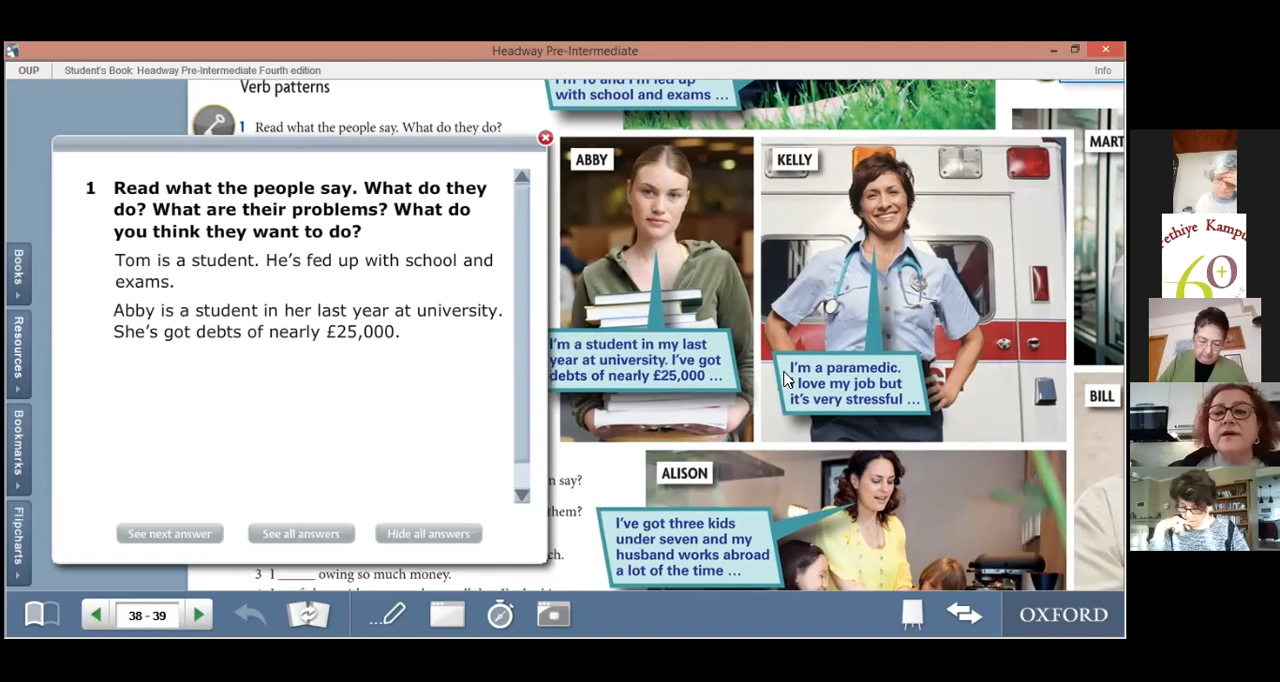 Headway Pre-Intermediate
OUP
Student's Book: Headway Pre-Intermediate Fourth edition
Info
Verb patterns
1 Read what the people say. What do they do?
with school and exams ...
1 Read what the people say. What do they
do? What are their problems? What do
you think they want to do?
Tom is a student. He's fed up with school and
exams.
Abby is a student in her last year at university.
She's got debts of nearly £25,000.
See next answer
See all answers
Hide all answers
ABBY
I'm a student in my last
year at university. I've got
debts of nearly £25,000 ...
KELLY
I'm a paramedic.
love my job but
it's very stressful ...
MART
BILL
ALISON
I've got three kids
under seven and my
husband works abroad
a lot of the time ...
say?
them?
3 I ______ owing so much money.
Books
Resources
Bookmarks
Flipcharts
38 - 39
OXFORD
ethiye Kampu
60
+